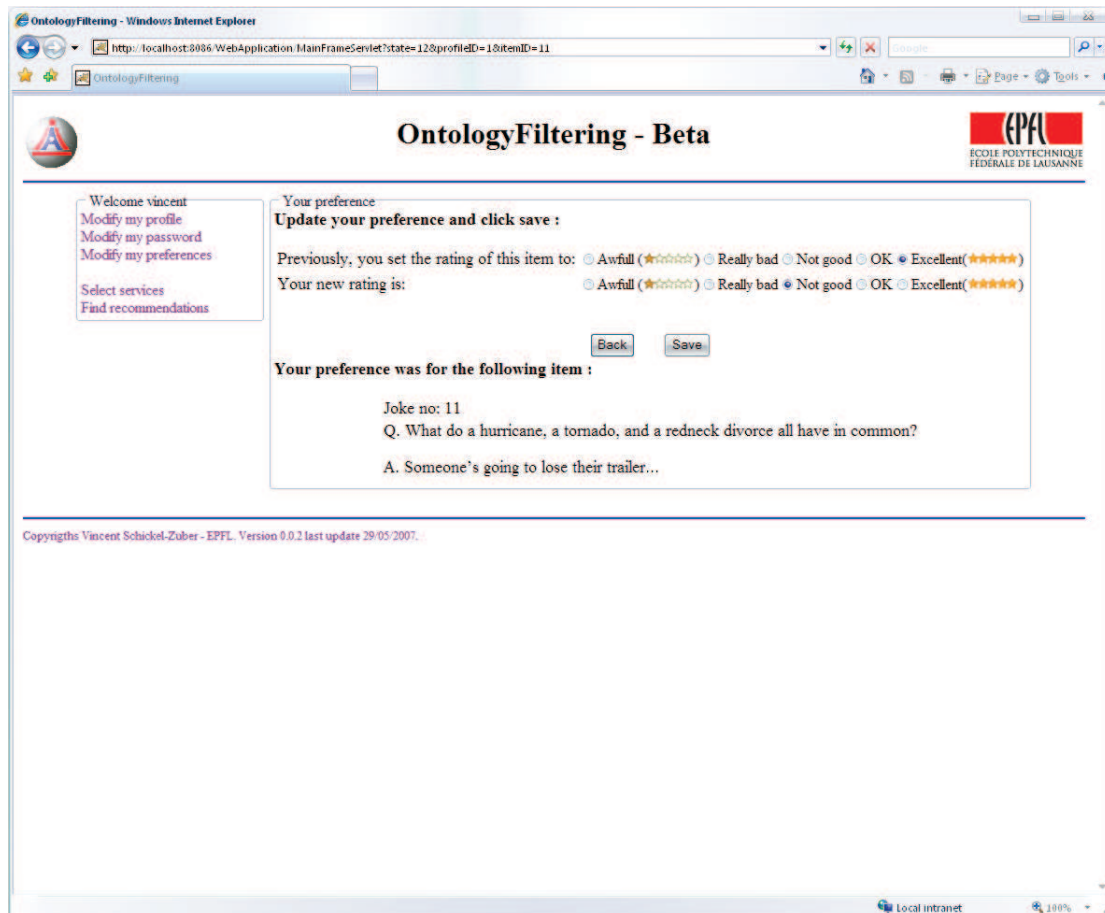 OntologyFiltering - Windows Internet Explorer
http://localhost:8086/WebApplication/MainFrameServlet?state=12&profileID=1&itemID=11
Google
OntologyFiltering
Page Tools
OntologyFiltering - Beta
EPFL
ÉCOLE POLYTECHNIQUE
FÉDÉRALE DE LAUSANNE
Welcome vincent
Modify my profile
Modify my password
Modify my preferences
Select services
Find recommendations
Your preference
Update your preference and click save :
Previously, you set the rating of this item to: Awfull (★☆☆☆☆) Really bad Not good OK Excellent(★★★★★)
Your new rating is: Awfull (★☆☆☆☆) Really bad Not good OK Excellent(★★★★★)
Back Save
Your preference was for the following item :
Joke no: 11
Q. What do a hurricane, a tornado, and a redneck divorce all have in common?
A. Someone's going to lose their trailer...
Copyrigths Vincent Schickel-Zuber - EPFL. Version 0.0.2 last update 29/05/2007.
Local intranet 100%